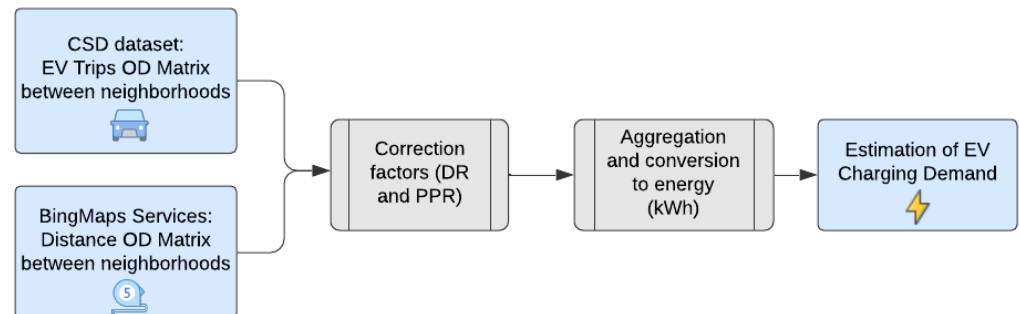 CSD dataset:
EV Trips OD Matrix
between neighborhoods
BingMaps Services:
Distance OD Matrix
between neighborhoods
5
Correction
factors (DR
and PPR)
Aggregation
and conversion
to energy
(kWh)
Estimation of EV
Charging Demand